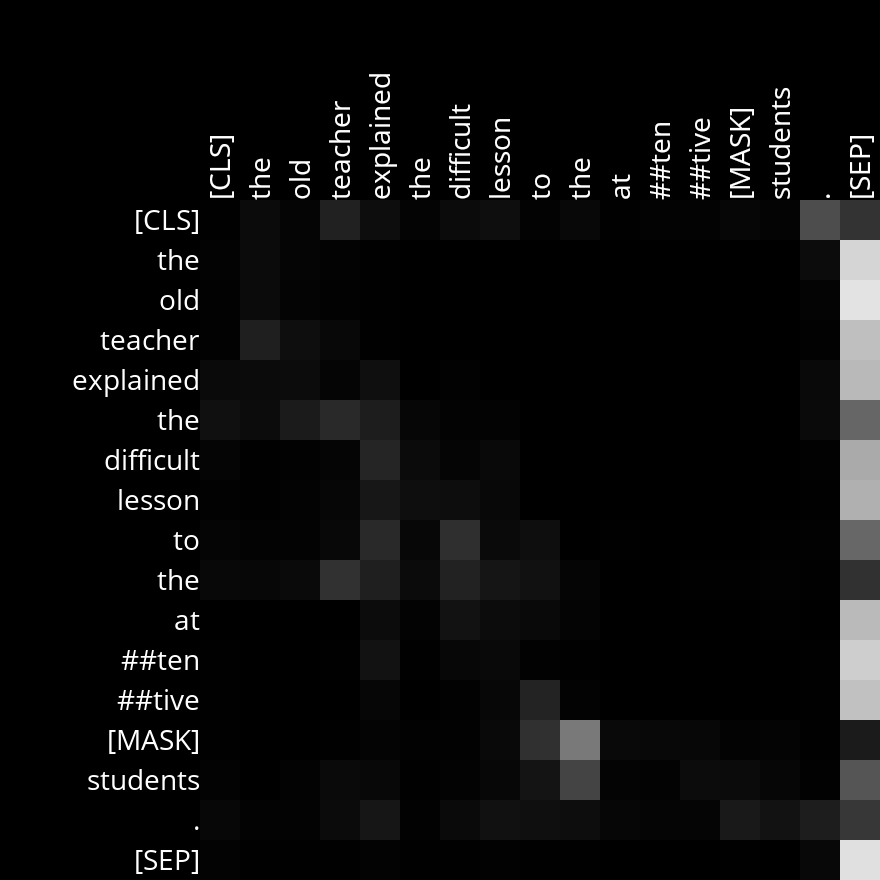 [CLS]
the
old
teacher
explained
the
difficult
lesson
to
the
at
##ten
##tive
[MASK]
students
.
[SEP]
[CLS]
the
old
teacher
explained
the
difficult
lesson
to
the
at
##ten
##tive
[MASK]
students
.
[SEP]